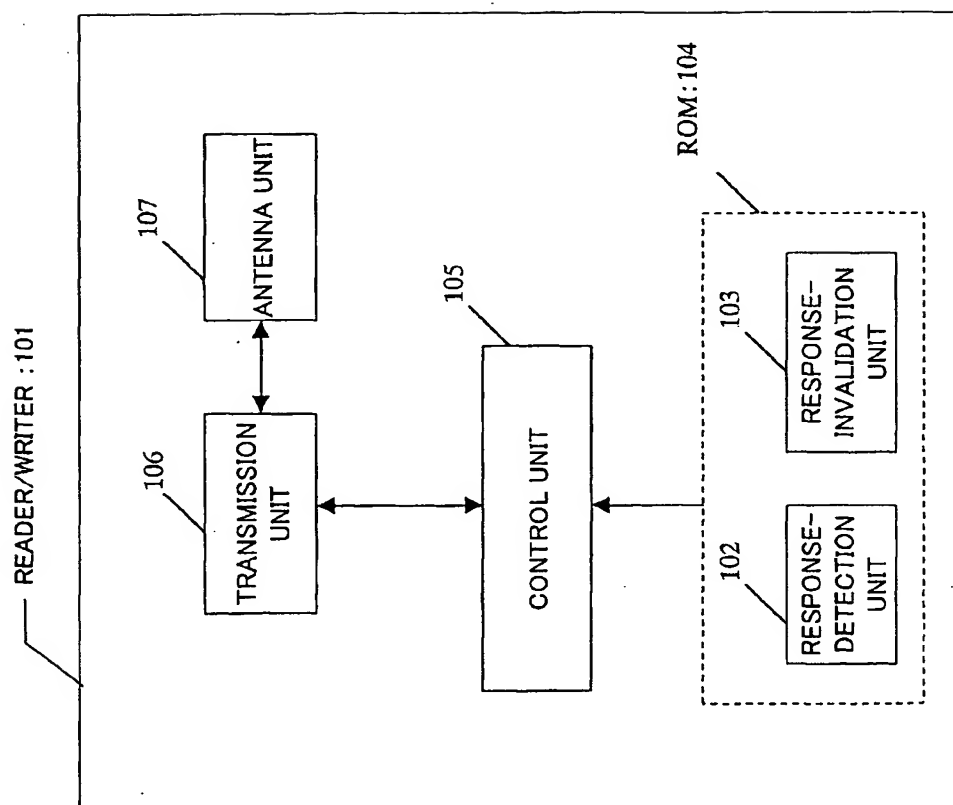 READER/WRITER : 101
106
TRANSMISSION
UNIT
107
ANTENNA UNIT
105
CONTROL UNIT
ROM:104
102
RESPONSE-
DETECTION
UNIT
103
RESPONSE-
INVALIDATION
UNIT